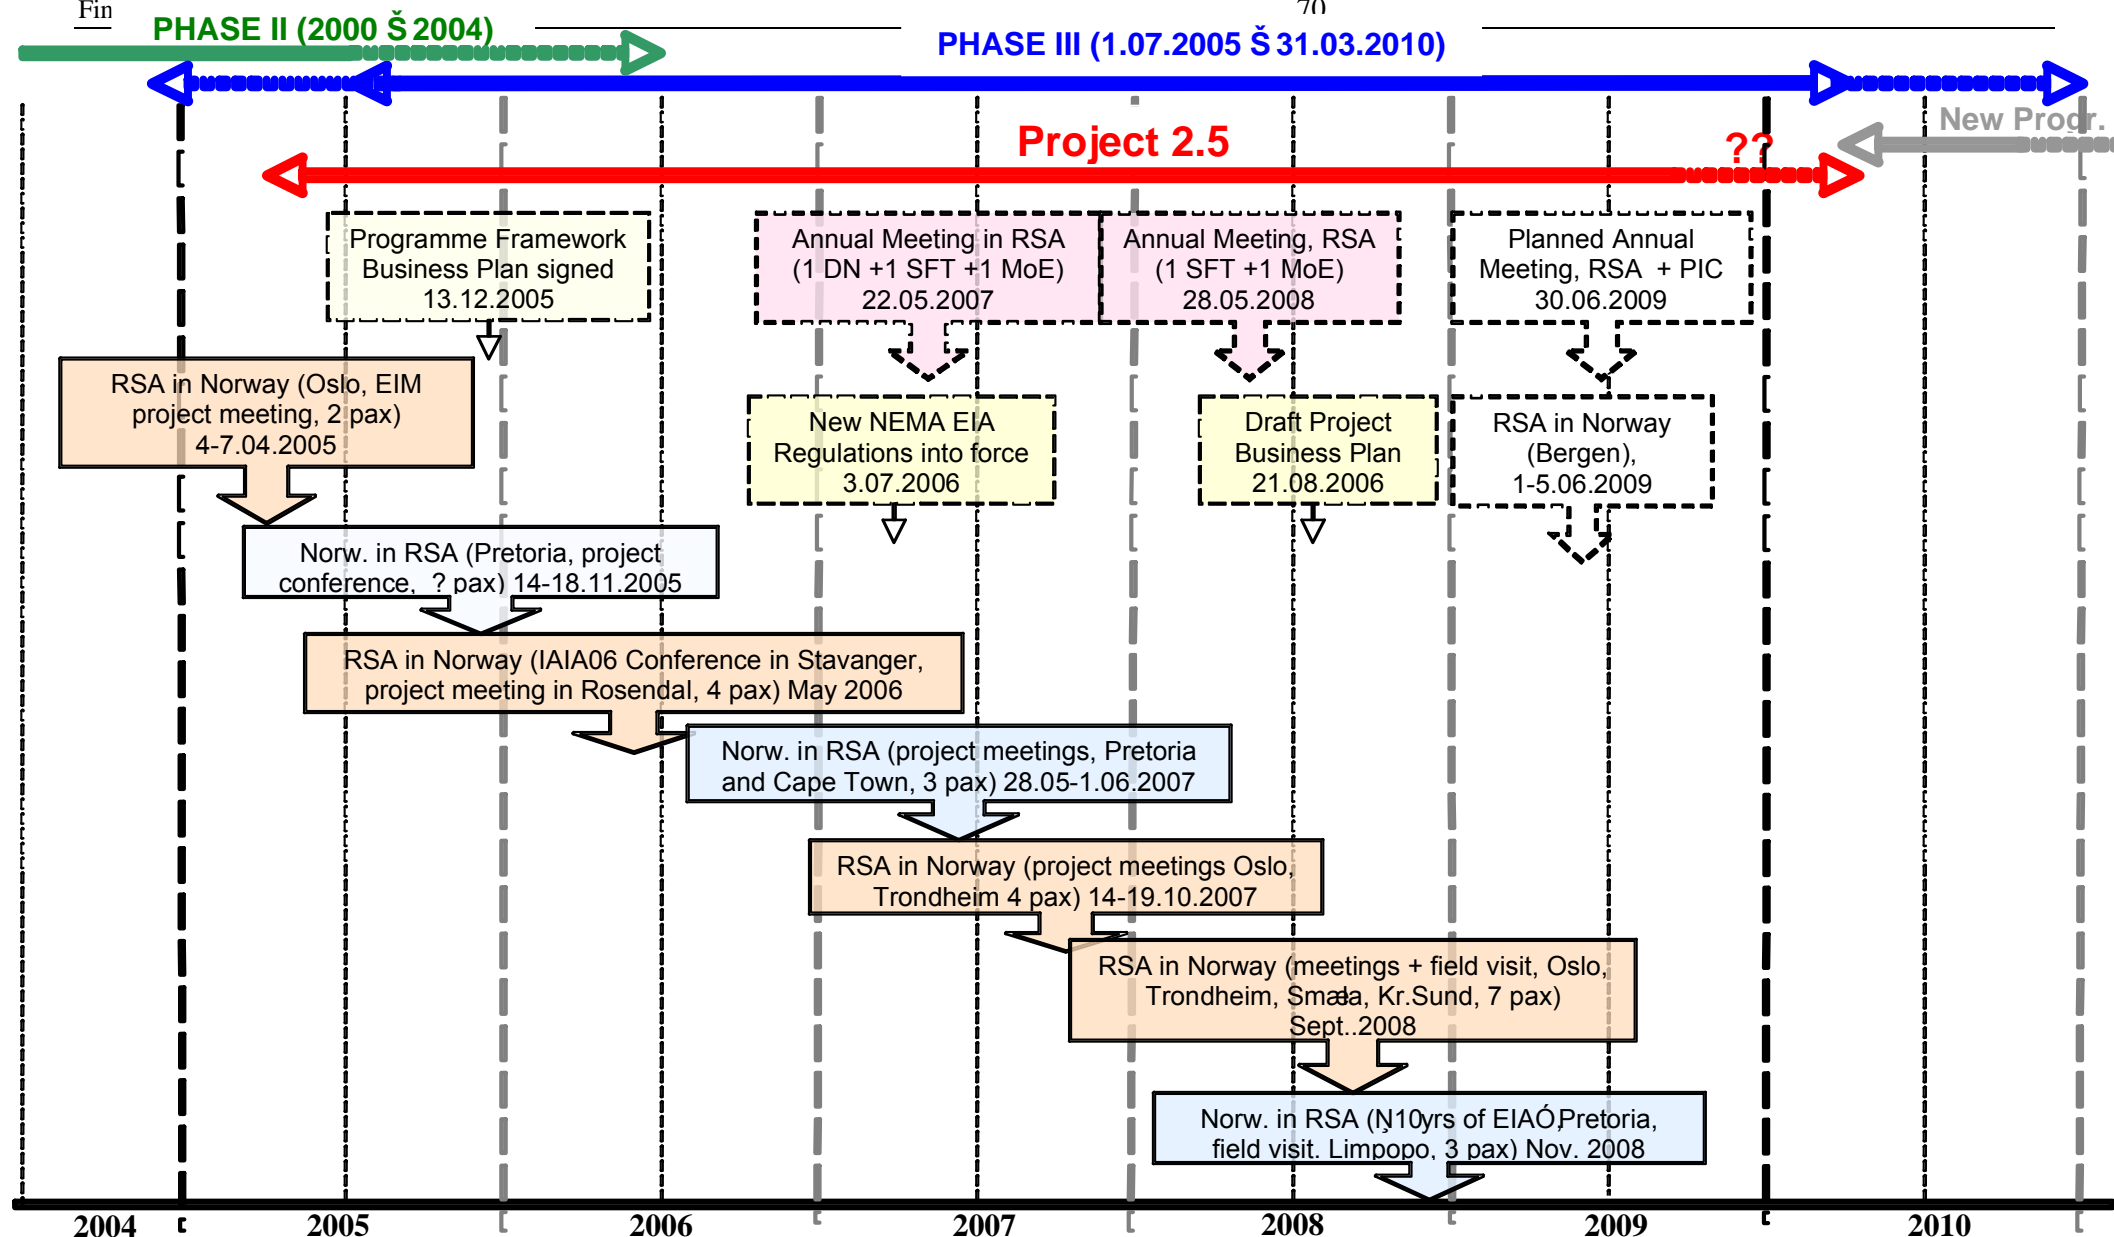 Fin
70
PHASE II (2000 Š 2004)
PHASE III (1.07.2005 Š 31.03.2010)
New Progr.
Project 2.5
??
Programme Framework
Business Plan signed
13.12.2005
Annual Meeting in RSA
(1 DN +1 SFT +1 MoE)
22.05.2007
Annual Meeting, RSA
(1 SFT +1 MoE)
28.05.2008
Planned Annual
Meeting, RSA + PIC
30.06.2009
RSA in Norway (Oslo, EIM
project meeting, 2 pax)
4-7.04.2005
New NEMA EIA
Regulations into force
3.07.2006
Draft Project
Business Plan
21.08.2006
RSA in Norway
(Bergen),
1-5.06.2009
Norw. in RSA (Pretoria, project
conference, ? pax) 14-18.11.2005
RSA in Norway (IAIA06 Conference in Stavanger,
project meeting in Rosendal, 4 pax) May 2006
Norw. in RSA (project meetings, Pretoria
and Cape Town, 3 pax) 28.05-1.06.2007
RSA in Norway (project meetings Oslo,
Trondheim 4 pax) 14-19.10.2007
RSA in Norway (meetings + field visit, Oslo,
Trondheim, Kr.Sund, 7 pax)
Sept..2008
Norw. in RSA (Ņ10yrs of EIAÓ, Pretoria,
field visit. Limpopo, 3 pax) Nov. 2008
2004 2005 2006 2007 2008 2009 2010